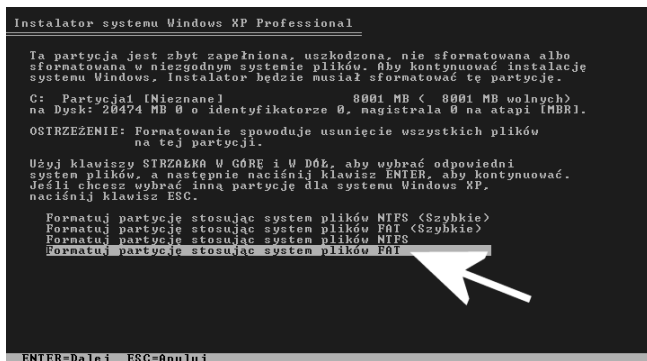 Instalator systemu Windows XP Professional
Ta partycja jest zbyt zapełniona, uszkodzona, nie sformatowana albo
sformatowana w niezgodnym systemie plików. Aby kontynuować instalację
systemu Windows, Instalator będzie musiał sformatować tę partycję.
C: Partycja1 [Nieznane] 8001 MB ( 8001 MB wolnych)
na Dysk: 20474 MB 0 o identyfikatorze 0, magistrala 0 na atapi [MBR].
OSTRZEŻENIE: Formatowanie spowoduje usunięcie wszystkich plików
na tej partycji.
Użyj klawiszy STRZAŁKA W GÓRĘ i W DÓŁ, aby wybrać odpowiedni
system plików, a następnie naciśnij klawisz ENTER, aby kontynuować.
Jeśli chcesz wybrać inną partycję dla systemu Windows XP,
naciśnij klawisz ESC.
Formatuj partycję stosując system plików NTFS (Szybkie)
Formatuj partycję stosując system plików FAT (Szybkie)
Formatuj partycję stosując system plików NTFS
Formatuj partycję stosując system plików FAT
ENTER=Dalej ESC=Anuluj